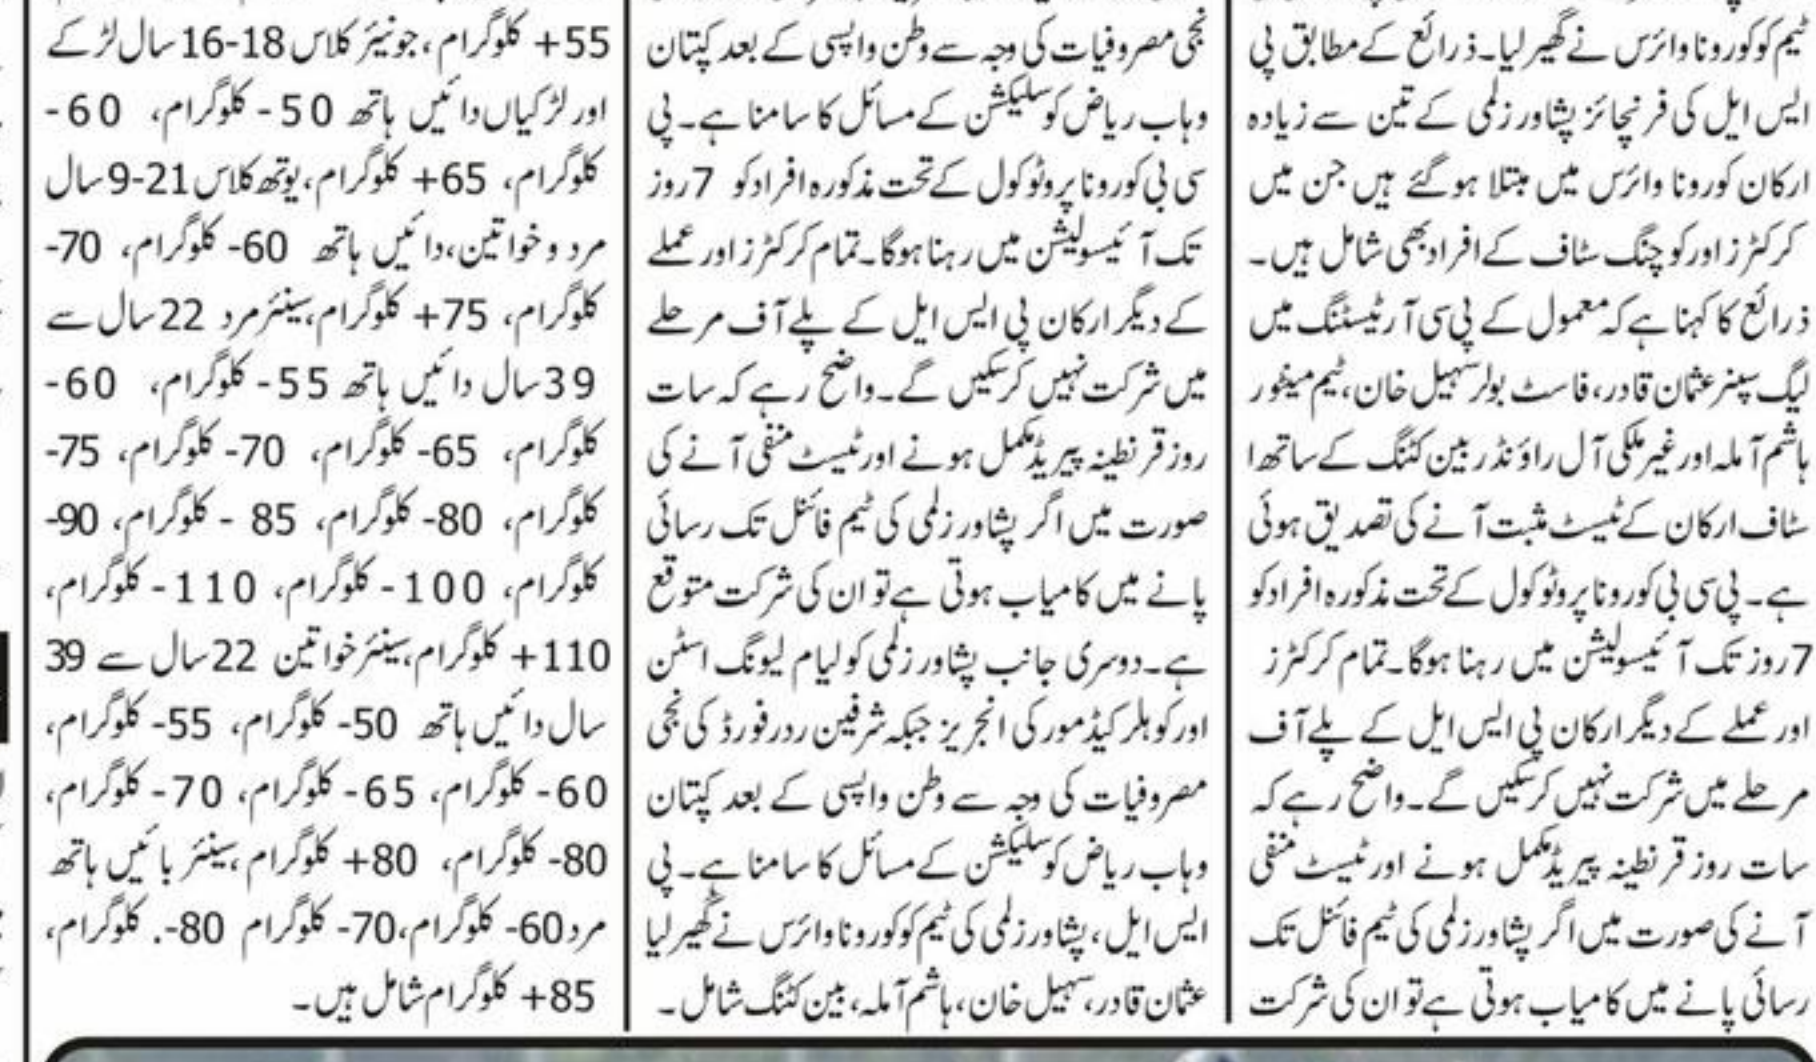 ٹیم کو کورونا وائرس نے گھیر لیا۔ ذرائع کے مطابق پی
ایس ایل کی فرنچائز پشاور زلمی کے تین سے زیادہ
ارکان کورونا وائرس میں مبتلا ہوگئے ہیں جن میں
کرکٹرز اور کوچنگ سٹاف کے افراد بھی شامل ہیں۔
ذرائع کا کہنا ہے کہ معمول کے پی سی آر ٹیسٹنگ میں
لیگ سپنر عثمان قادر، فاسٹ بولر سہیل خان، ٹیم میٹور
ہاشم آملہ اور غیر ملکی آل راؤنڈر بین کٹنگ کے ساتھ ا
سٹاف ارکان کے ٹیسٹ مثبت آنے کی تصدیق ہوئی
ہے۔ پی سی بی کورونا پروٹوکول کے تحت مذکورہ افراد کو
7 روز تک آئیسولیشن میں رہنا ہوگا۔ تمام کرکٹرز
اور عملے کے دیگر ارکان پی ایس ایل کے پلے آف
مرحلے میں شرکت نہیں کرسکیں گے۔ واضح رہے کہ
سات روز قرنطینہ پیریڈ مکمل ہونے اور ٹیسٹ منفی
آنے کی صورت میں اگر پشاور زلمی کی ٹیم فائنل تک
رسائی پانے میں کامیاب ہوتی ہے تو ان کی شرکت
نجی مصروفیات کی وجہ سے وطن واپسی کے بعد کپتان
وہاب ریاض کو سلیکشن کے مسائل کا سامنا ہے۔ پی
سی بی کورونا پروٹوکول کے تحت مذکورہ افراد کو 7 روز
تک آئیسولیشن میں رہنا ہوگا۔ تمام کرکٹرز اور عملے
کے دیگر ارکان پی ایس ایل کے پلے آف مرحلے
میں شرکت نہیں کرسکیں گے۔ واضح رہے کہ سات
روز قرنطینہ پیریڈ مکمل ہونے اور ٹیسٹ منفی آنے کی
صورت میں اگر پشاور زلمی کی ٹیم فائنل تک رسائی
پانے میں کامیاب ہوتی ہے تو ان کی شرکت متوقع
ہے۔ دوسری جانب پشاور زلمی کو لیام لیونگ اسٹن
اور کوہلر کیڈمور کی انجریز جبکہ شرفین ردرفورڈ کی نجی
مصروفیات کی وجہ سے وطن واپسی کے بعد کپتان
وہاب ریاض کو سلیکشن کے مسائل کا سامنا ہے۔ پی
ایس ایل، پشاور زلمی کی ٹیم کو کورونا وائرس نے گھیر لیا
عثمان قادر، سہیل خان، ہاشم آملہ، بین کٹنگ شامل۔
55+ کلوگرام، جونیئر کلاس 18-16 سال لڑکے
اور لڑکیاں دائیں ہاتھ 50- کلوگرام، 60-
کلوگرام، 65+ کلوگرام، یوتھ کلاس 21-9 سال
مرد و خواتین، دائیں ہاتھ 60- کلوگرام، 70-
کلوگرام، 75+ کلوگرام، سینئر مرد 22 سال سے
39 سال دائیں ہاتھ 55- کلوگرام، 60-
کلوگرام، 65- کلوگرام، 70- کلوگرام، 75-
کلوگرام، 80- کلوگرام، 85 - کلوگرام، 90-
کلوگرام، 100- کلوگرام، 110- کلوگرام،
110+ کلوگرام، سینئر خواتین 22 سال سے 39
سال دائیں ہاتھ 50- کلوگرام، 55- کلوگرام،
60- کلوگرام، 65- کلوگرام، 70- کلوگرام،
80- کلوگرام، 80+ کلوگرام، سینئر بائیں ہاتھ
مرد 60- کلوگرام، 70- کلوگرام 80-. کلوگرام،
85+ کلوگرام شامل ہیں۔